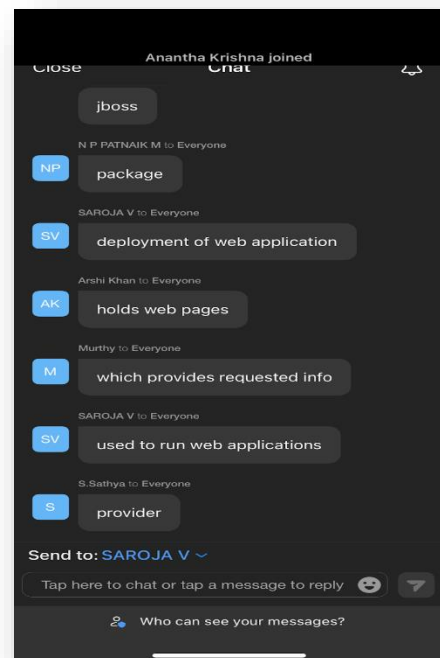 Anantha Krishna joined
Close Chat
jboss
N P PATNAIK M to Everyone
NP
package
SAROJA V to Everyone
SV
deployment of web application
Arshi Khan to Everyone
AK
holds web pages
Murthy to Everyone
M
which provides requested info
SAROJA V to Everyone
SV
used to run web applications
S.Sathya to Everyone
S
provider
Send to: SAROJA V
Tap here to chat or tap a message to reply
Who can see your messages?